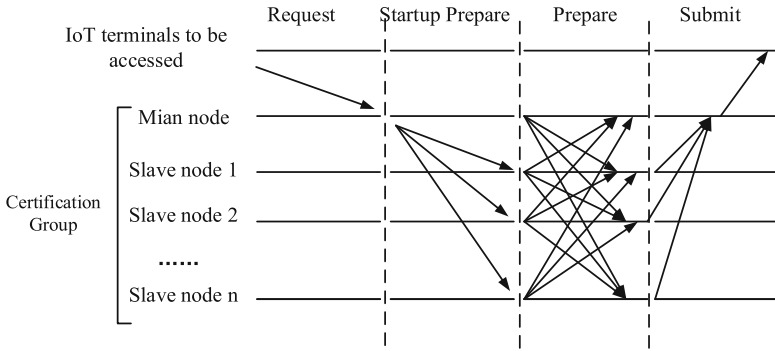 Request Startup Prepare Prepare Submit
IoT terminals to be
accessed
Mian node
Slave node 1
Certification
Group
Slave node 2
......
Slave node n